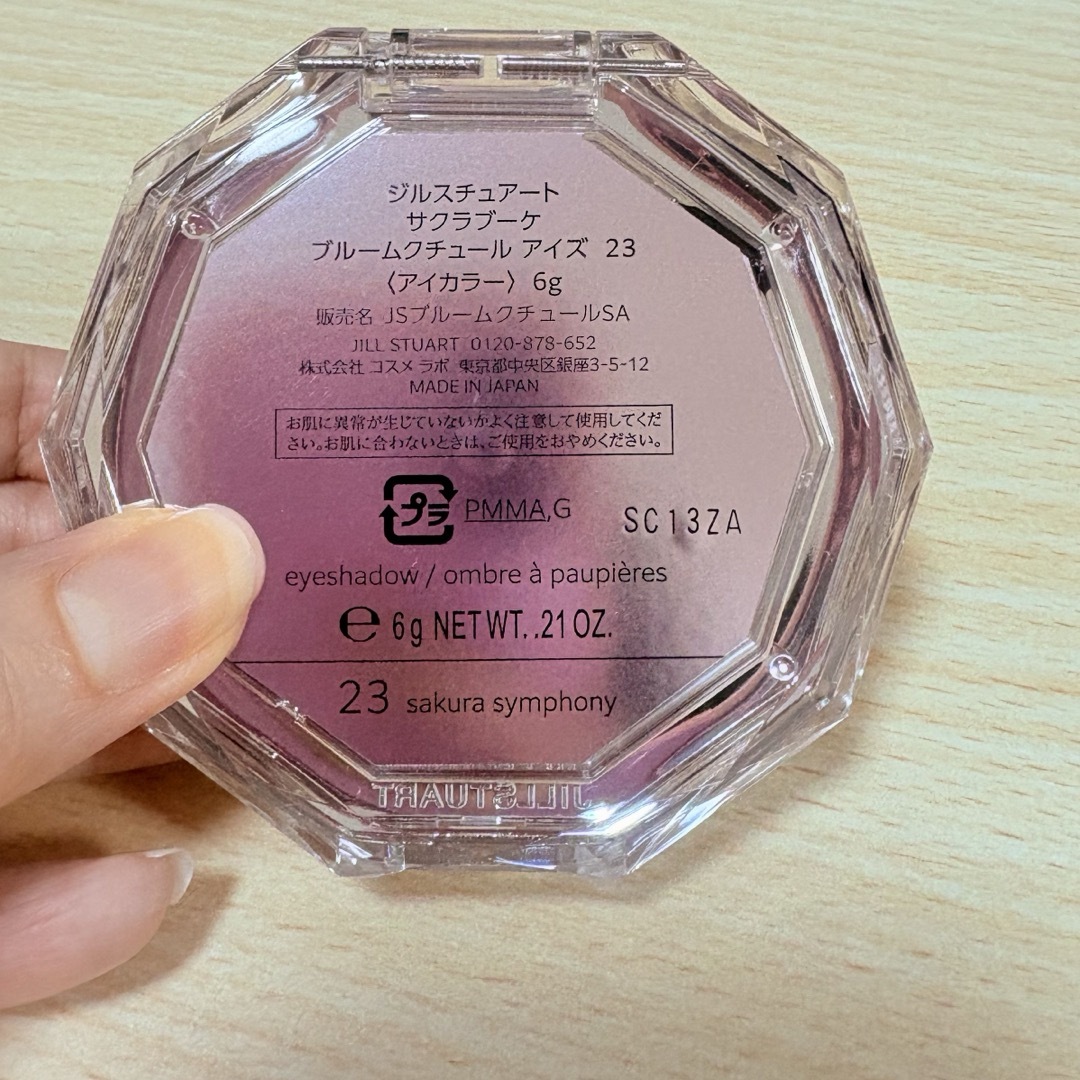 ジルスチュアート
サクラブーケ
ブルームクチュール アイズ 23
〈アイカラー〉 6g
販売名 JSブルームクチュールSA
JILL STUART 0120-878-652
株式会社 コスメ ラボ 東京都中央区銀座3-5-12
MADE IN JAPAN
お肌に異常が生じていないかよく注意して使用してくだ
さい。お肌に合わないときは、ご使用をおやめください。
プラ PMMA,G
SC13ZA
eyeshadow / ombre à paupières
℮ 6g NET WT. .21 OZ.
23 sakura symphony
JILL STUART